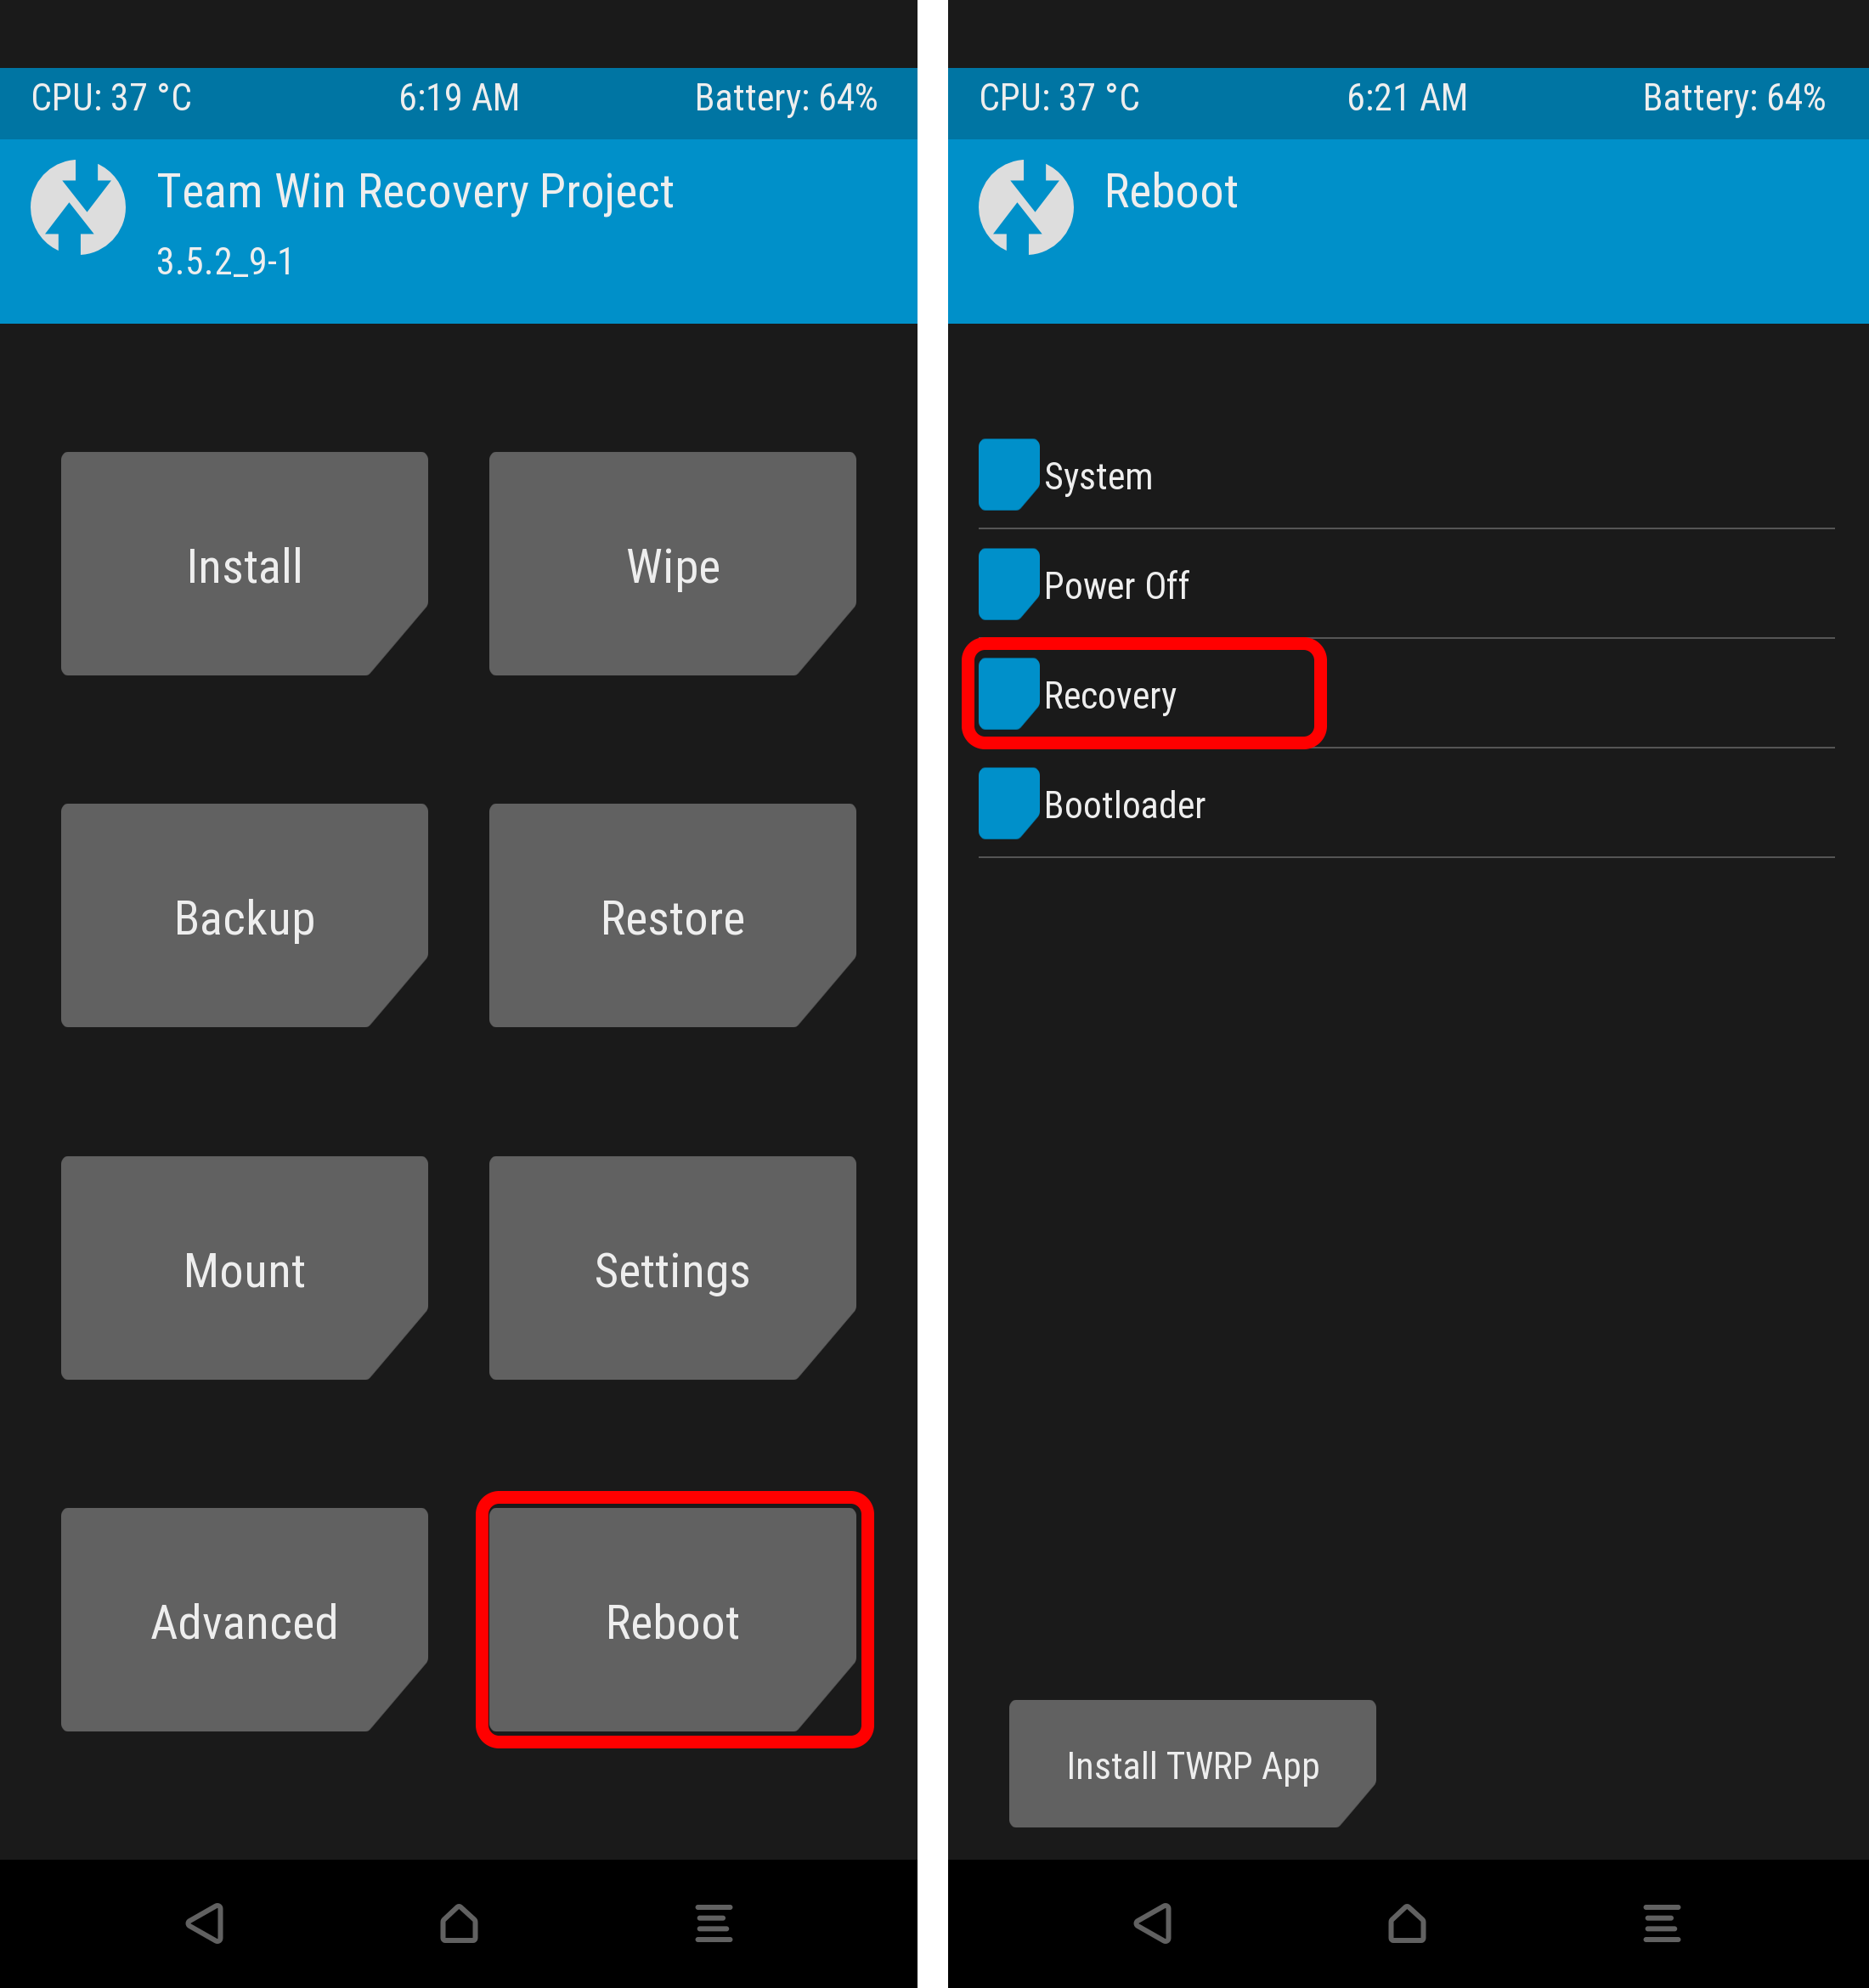 CPU: 37 °C 6:19 AM Battery: 64%
Team Win Recovery Project
3.5.2_9-1
Install Wipe
Backup Restore
Mount Settings
Advanced Reboot
CPU: 37 °C 6:21 AM Battery: 64%
Reboot
System
Power Off
Recovery
Bootloader
Install TWRP App